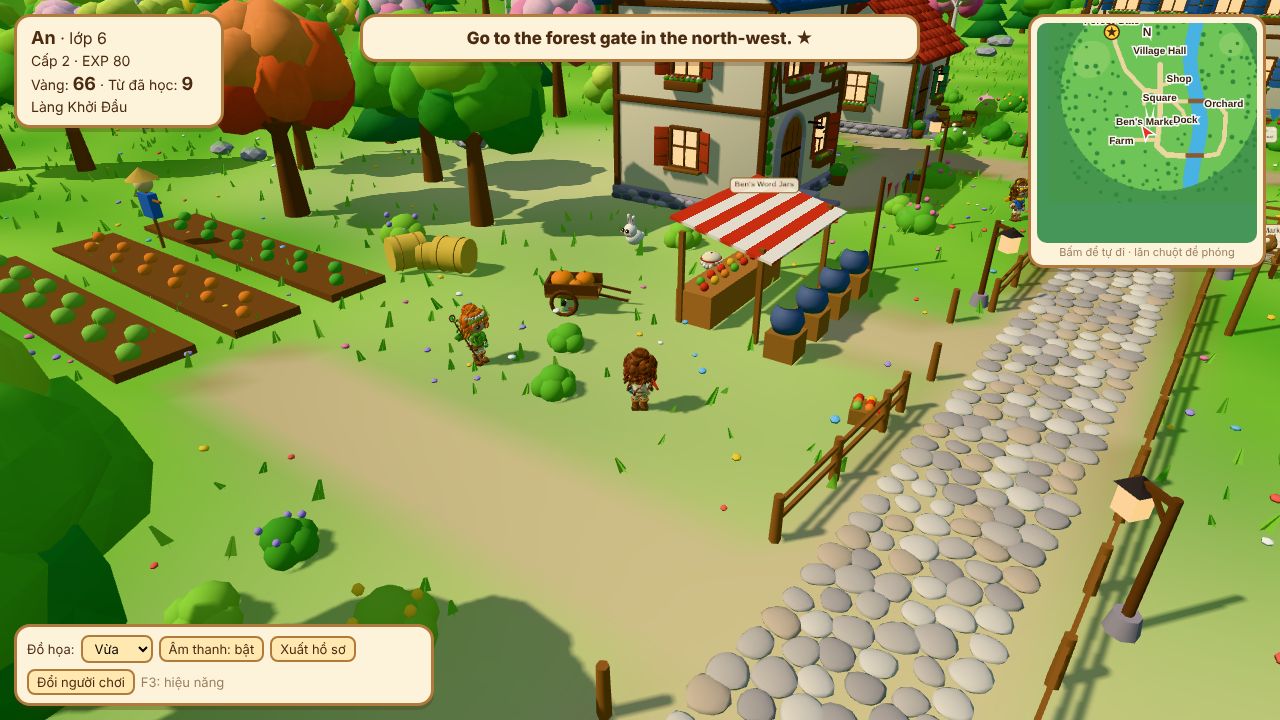 An · lớp 6
Cấp 2 · EXP 80
Vàng: 66 · Từ đã học: 9
Làng Khởi Đầu
Go to the forest gate in the north-west. ★
N
Village Hall
Shop
Square
Orchard
Ben's Marke
Dock
Farm
Bấm để tự đi · lăn chuột để phóng
Ben's Word Jars
Đồ họa: Vừa Âm thanh: bật Xuất hồ sơ
Đổi người chơi F3: hiệu năng